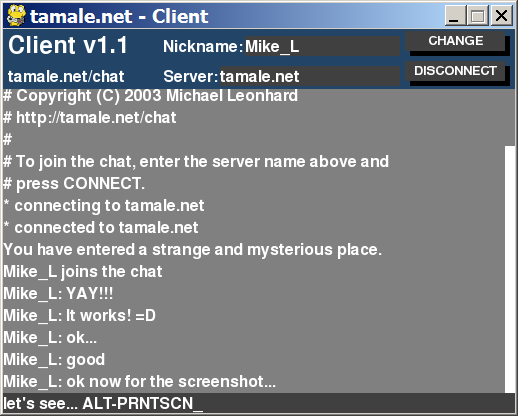 tamale.net - Client
Client v1.1
Nickname: Mike_L CHANGE
tamale.net/chat
Server: tamale.net DISCONNECT
# Copyright (C) 2003 Michael Leonhard
# http://tamale.net/chat
#
# To join the chat, enter the server name above and
# press CONNECT.
* connecting to tamale.net
* connected to tamale.net
You have entered a strange and mysterious place.
Mike_L joins the chat
Mike_L: YAY!!!
Mike_L: It works! =D
Mike_L: ok...
Mike_L: good
Mike_L: ok now for the screenshot...
let's see... ALT-PRNTSCN_